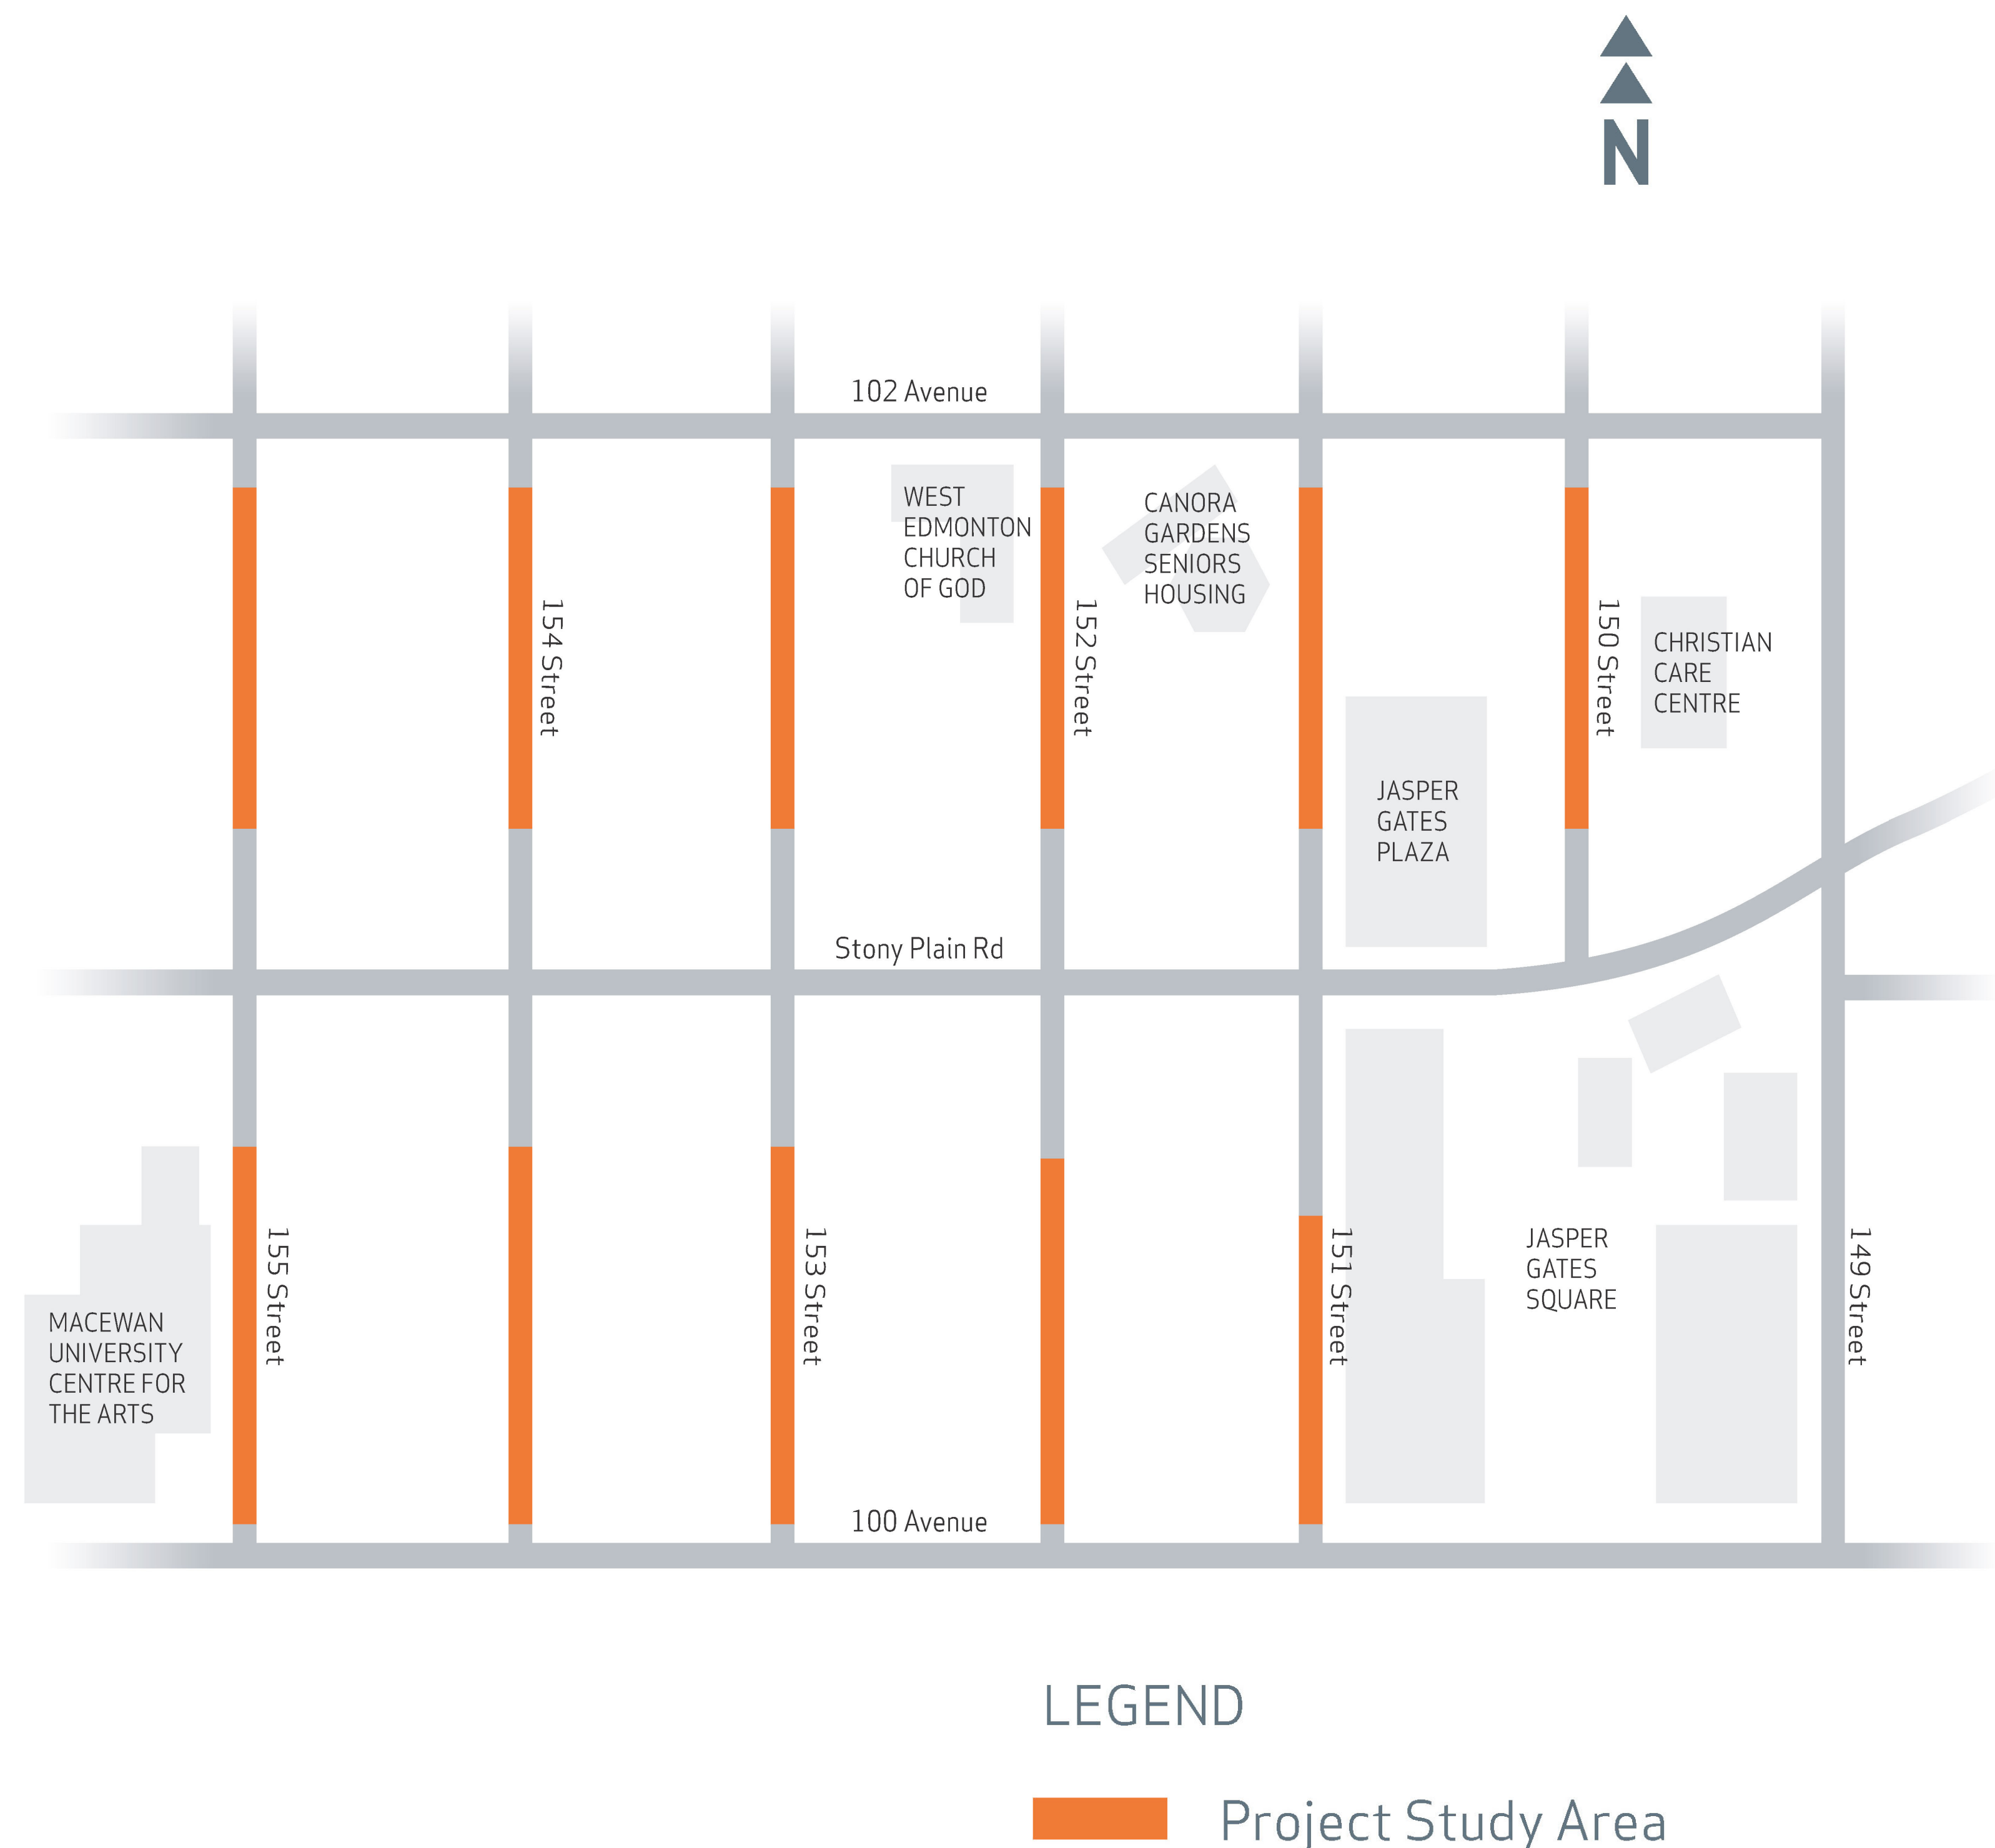 N
102 Avenue
WEST
EDMONTON
CHURCH
OF GOD
CANORA
GARDENS
SENIORS
HOUSING
154 Street
152 Street
150 Street
CHRISTIAN
CARE
CENTRE
JASPER
GATES
PLAZA
Stony Plain Rd
155 Street
153 Street
151 Street
JASPER
GATES
SQUARE
149 Street
MACEWAN
UNIVERSITY
CENTRE FOR
THE ARTS
100 Avenue
LEGEND
Project Study Area